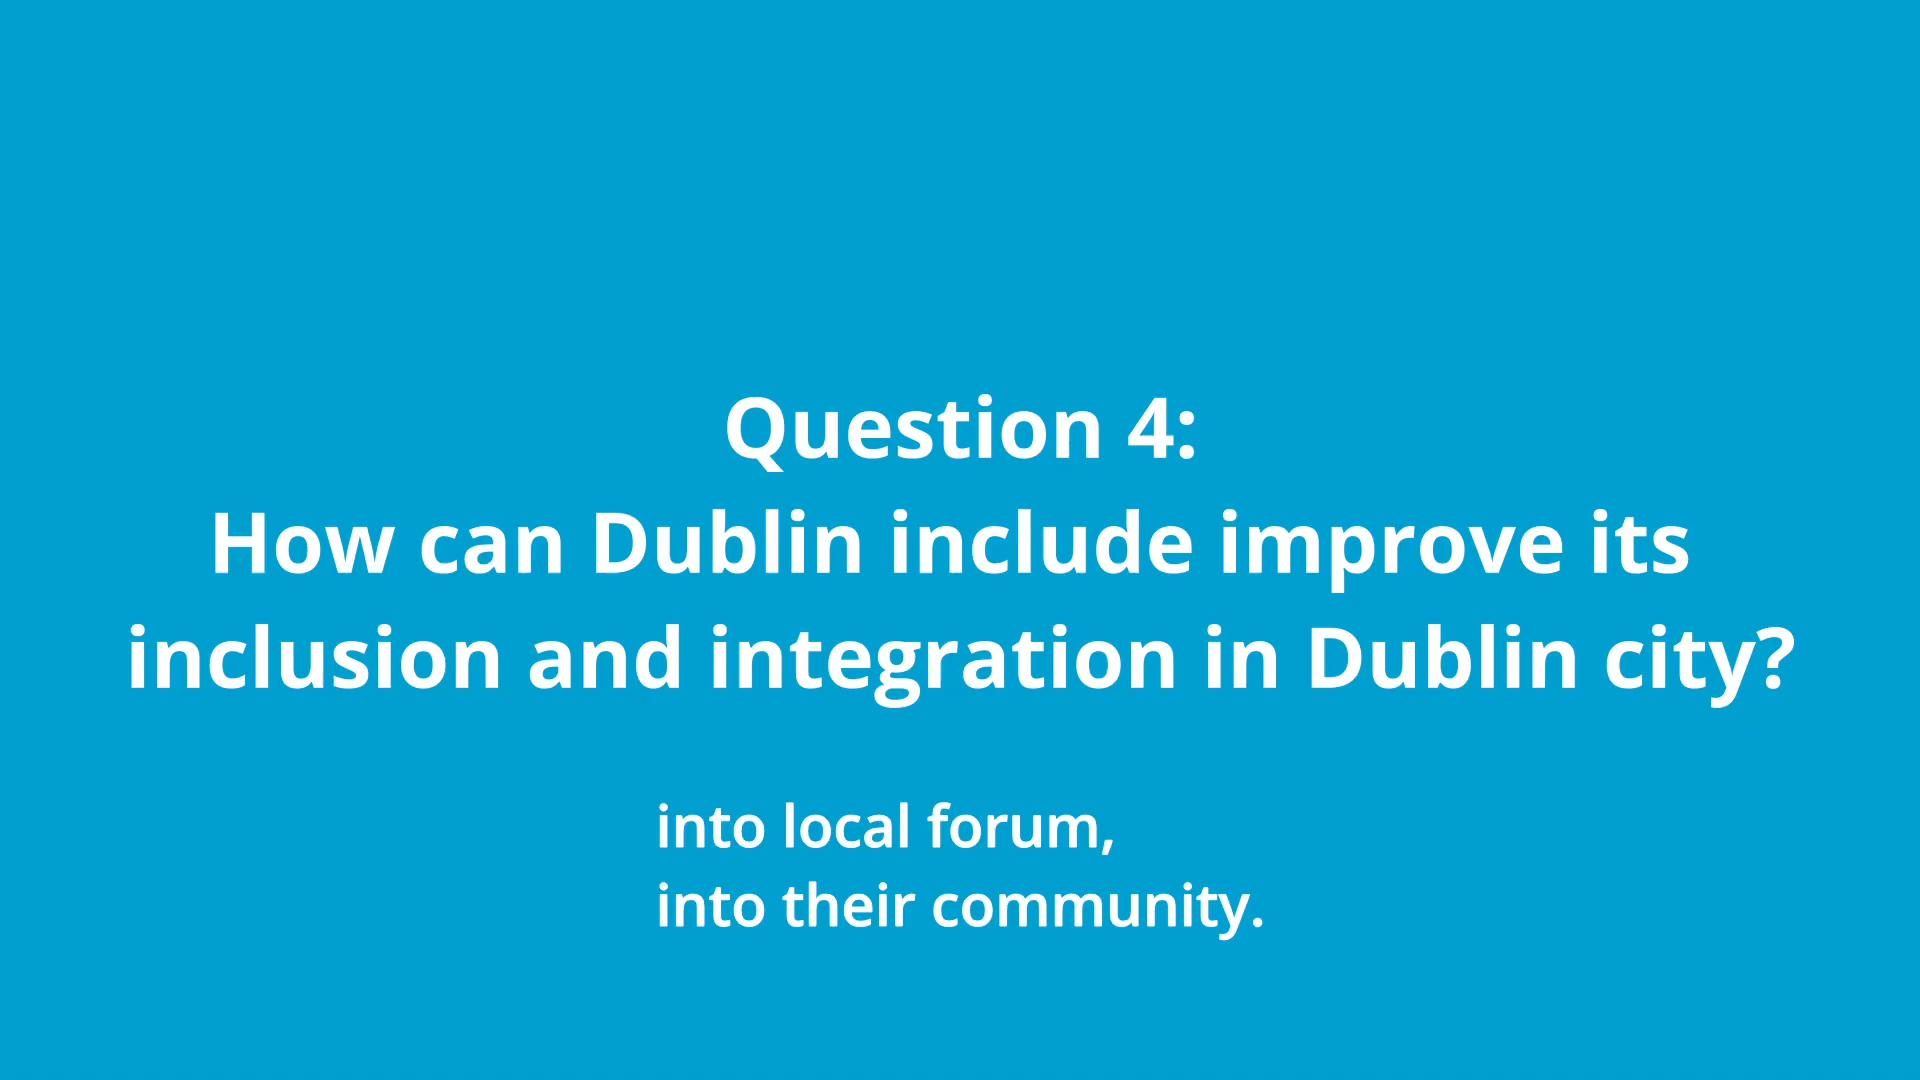 Question 4:
How can Dublin include improve its
inclusion and integration in Dublin city?
into local forum,
into their community.